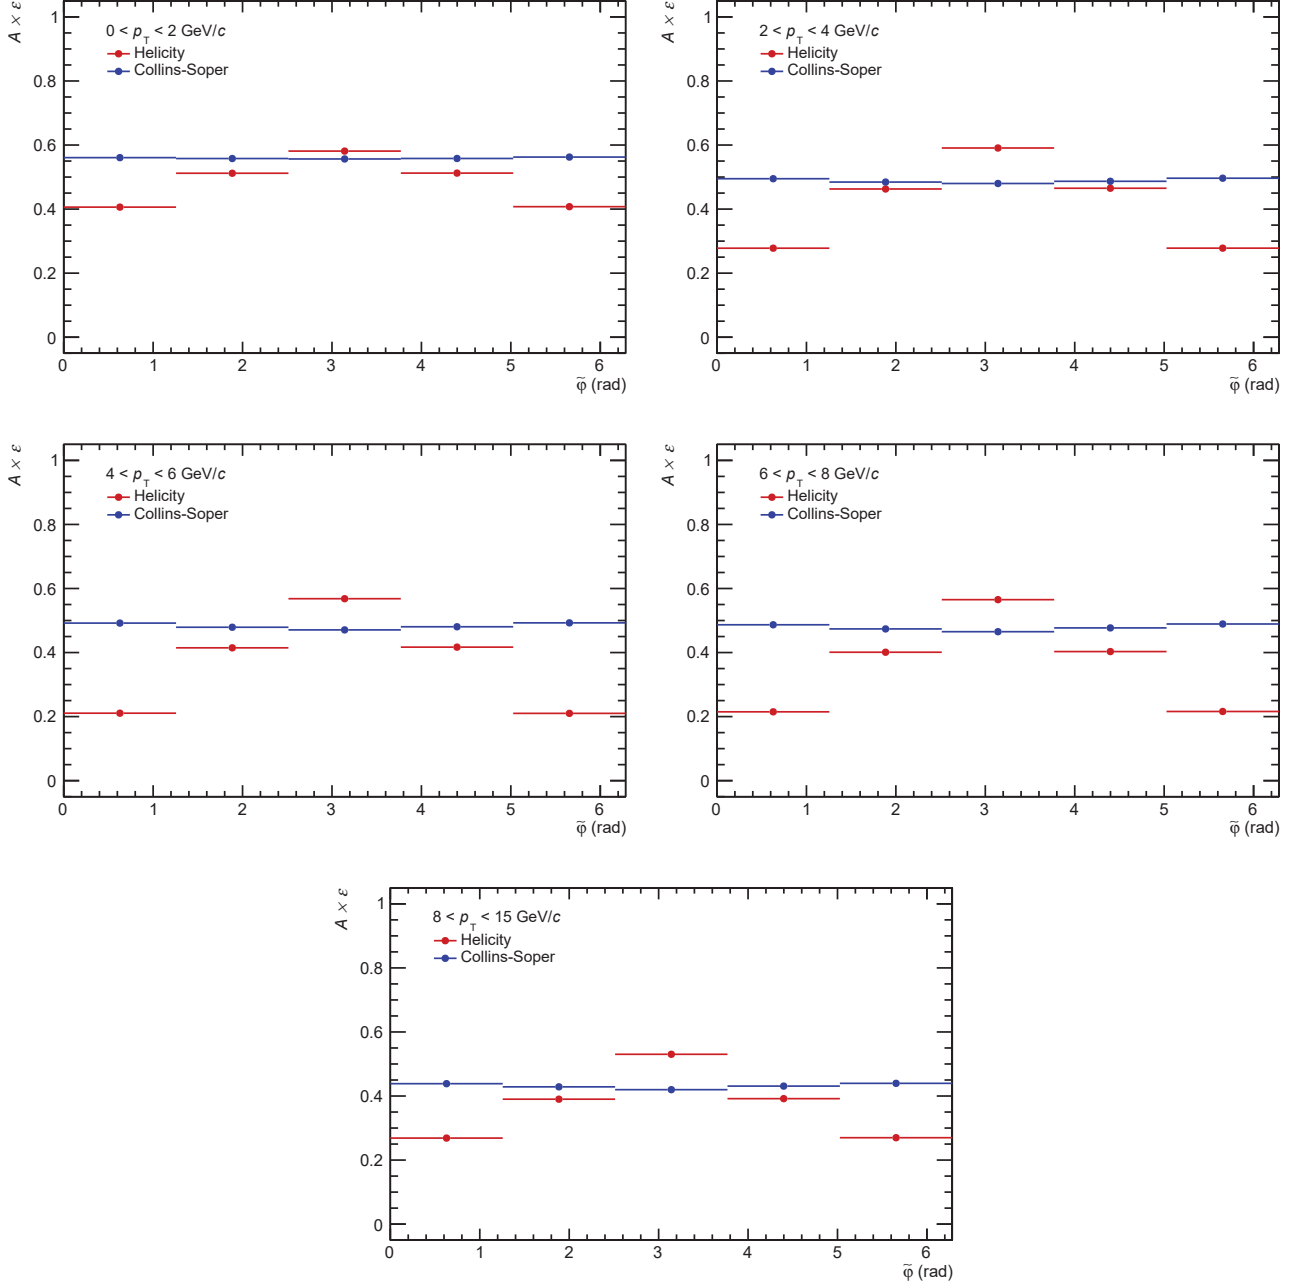 A × ε
1
0.8
0.6
0.4
0.2
0
0 < p_T < 2 GeV/c
Helicity
Collins-Soper
0 1 2 3 4 5 6
φ̃ (rad)
A × ε
1
0.8
0.6
0.4
0.2
0
2 < p_T < 4 GeV/c
Helicity
Collins-Soper
0 1 2 3 4 5 6
φ̃ (rad)
A × ε
1
0.8
0.6
0.4
0.2
0
4 < p_T < 6 GeV/c
Helicity
Collins-Soper
0 1 2 3 4 5 6
φ̃ (rad)
A × ε
1
0.8
0.6
0.4
0.2
0
6 < p_T < 8 GeV/c
Helicity
Collins-Soper
0 1 2 3 4 5 6
φ̃ (rad)
A × ε
1
0.8
0.6
0.4
0.2
0
8 < p_T < 15 GeV/c
Helicity
Collins-Soper
0 1 2 3 4 5 6
φ̃ (rad)